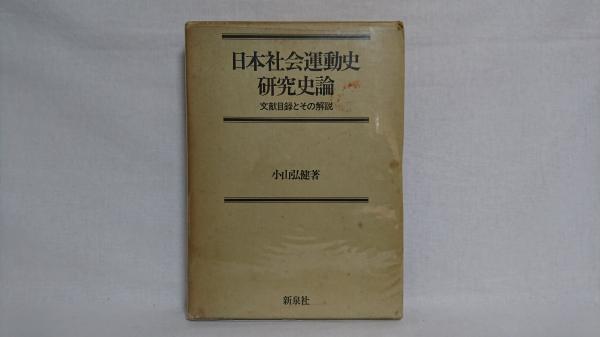 日本社会運動史
研究史論
文献目録とその解説
小山弘健著
新泉社